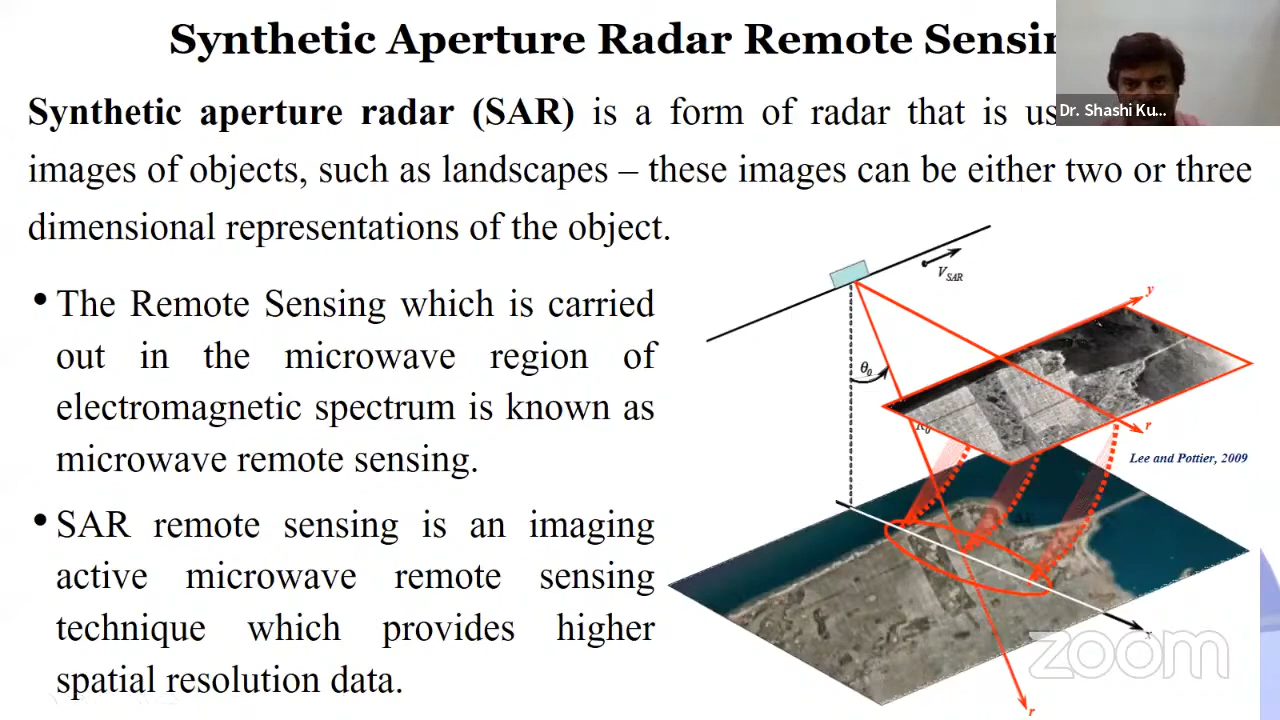 Synthetic Aperture Radar Remote
Dr. Shashi Ku...
Synthetic aperture radar (SAR) is a form of radar that is
images of objects, such as landscapes – these images can be either two or three
dimensional representations of the object.
• The Remote Sensing which is carried
out in the microwave region of
electromagnetic spectrum is known as
microwave remote sensing.
• SAR remote sensing is an imaging
active microwave remote sensing
technique which provides higher
spatial resolution data.
V_SAR
y
θ₀
r
Lee and Pottier, 2009
x
r
zoom